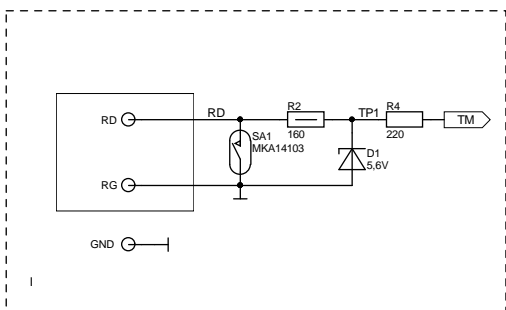 RD
RD
R2
TP1
R4
TM
160
220
SA1
MKA14103
D1
5,6V
RG
GND
I